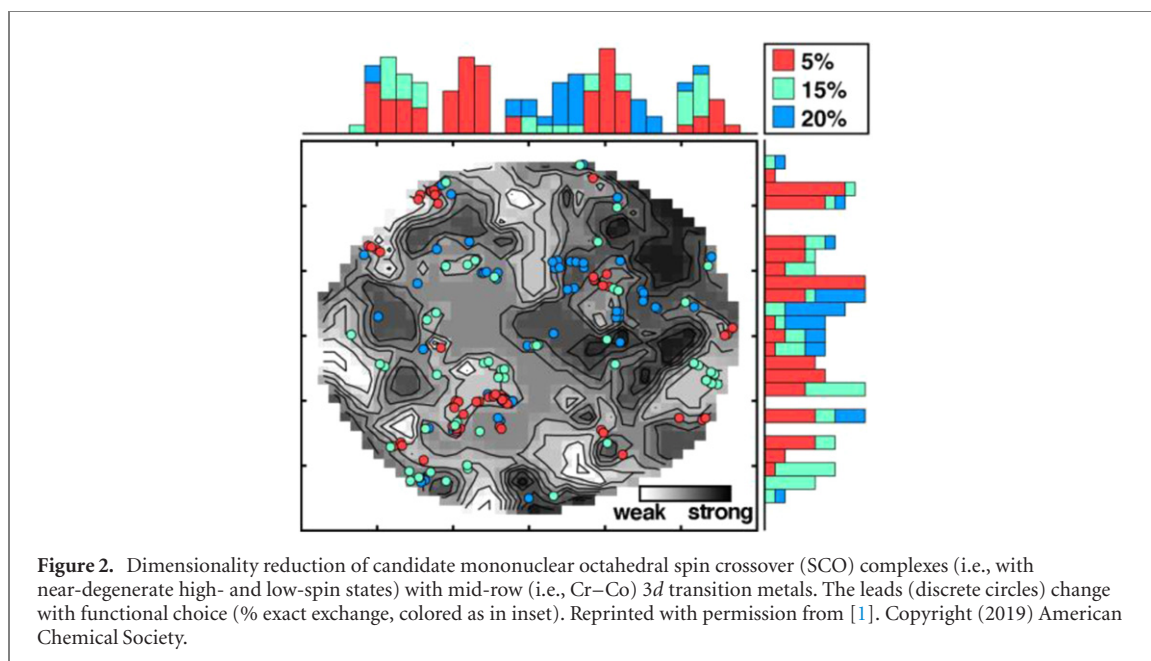 5%
15%
20%
weak strong
Figure 2. Dimensionality reduction of candidate mononuclear octahedral spin crossover (SCO) complexes (i.e., with
near-degenerate high- and low-spin states) with mid-row (i.e., Cr–Co) 3d transition metals. The leads (discrete circles) change
with functional choice (% exact exchange, colored as in inset). Reprinted with permission from [1]. Copyright (2019) American
Chemical Society.